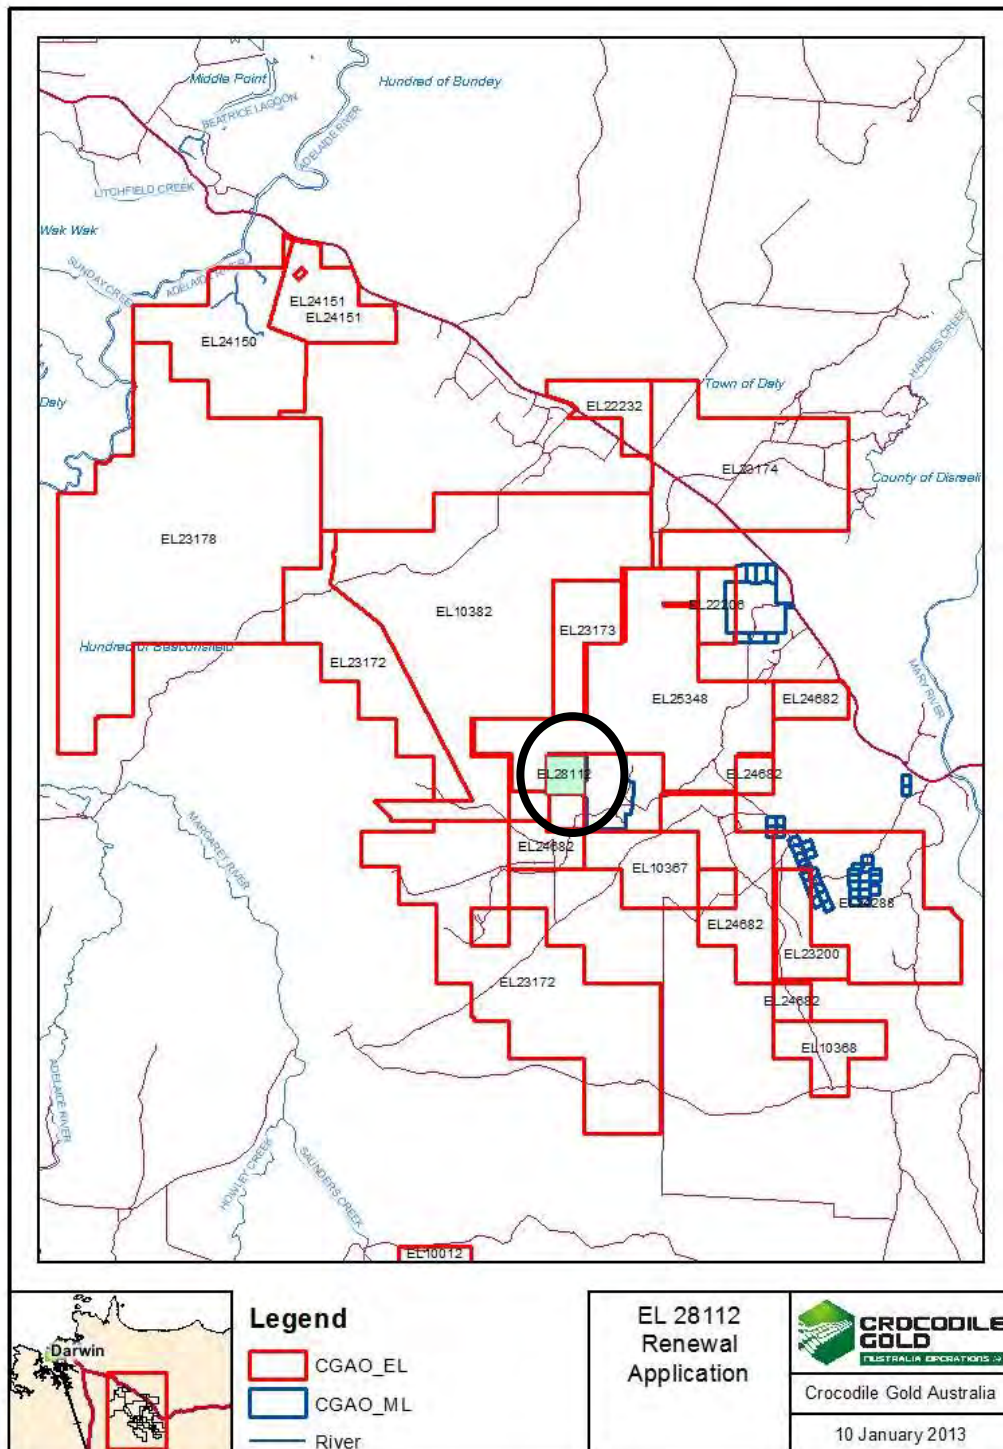 Middle Point
Hundred of Bundey
BEATRICE LAGOON
ADELAIDE RIVER
LITCHFIELD CREEK
Wak Wak
SUNDAY CREEK
ADELAIDE RIVER
EL24151
EL24151
EL24150
HARDIES CREEK
Daly
Town of Daly
EL22232
EL23174
County of Disraeli
EL23178
EL10382
EL22206
EL23173
Hundred of Beaconsfield
EL23172
EL25348
EL24682
MARY RIVER
EL28112
EL24682
MARGARET RIVER
EL24682
EL10367
EL24288
EL24682
EL23200
EL23172
EL24682
EL10368
ADELAIDE RIVER
HOWLEY CREEK
SAUNDERS CREEK
EL10012
Darwin
Legend
CGAO_EL
CGAO_ML
River
EL 28112
Renewal
Application
CROCODILE
GOLD
AUSTRALIA OPERATIONS
Crocodile Gold Australia
10 January 2013